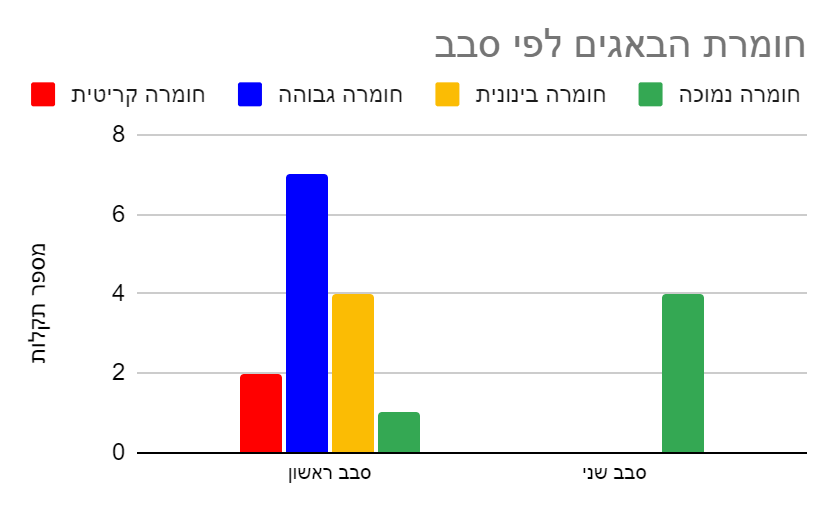 חומרת הבאגים לפי סבב
חומרה קריטית
חומרה גבוהה
חומרה בינונית
חומרה נמוכה
מספר תקלות
8
6
4
2
0
סבב ראשון
סבב שני